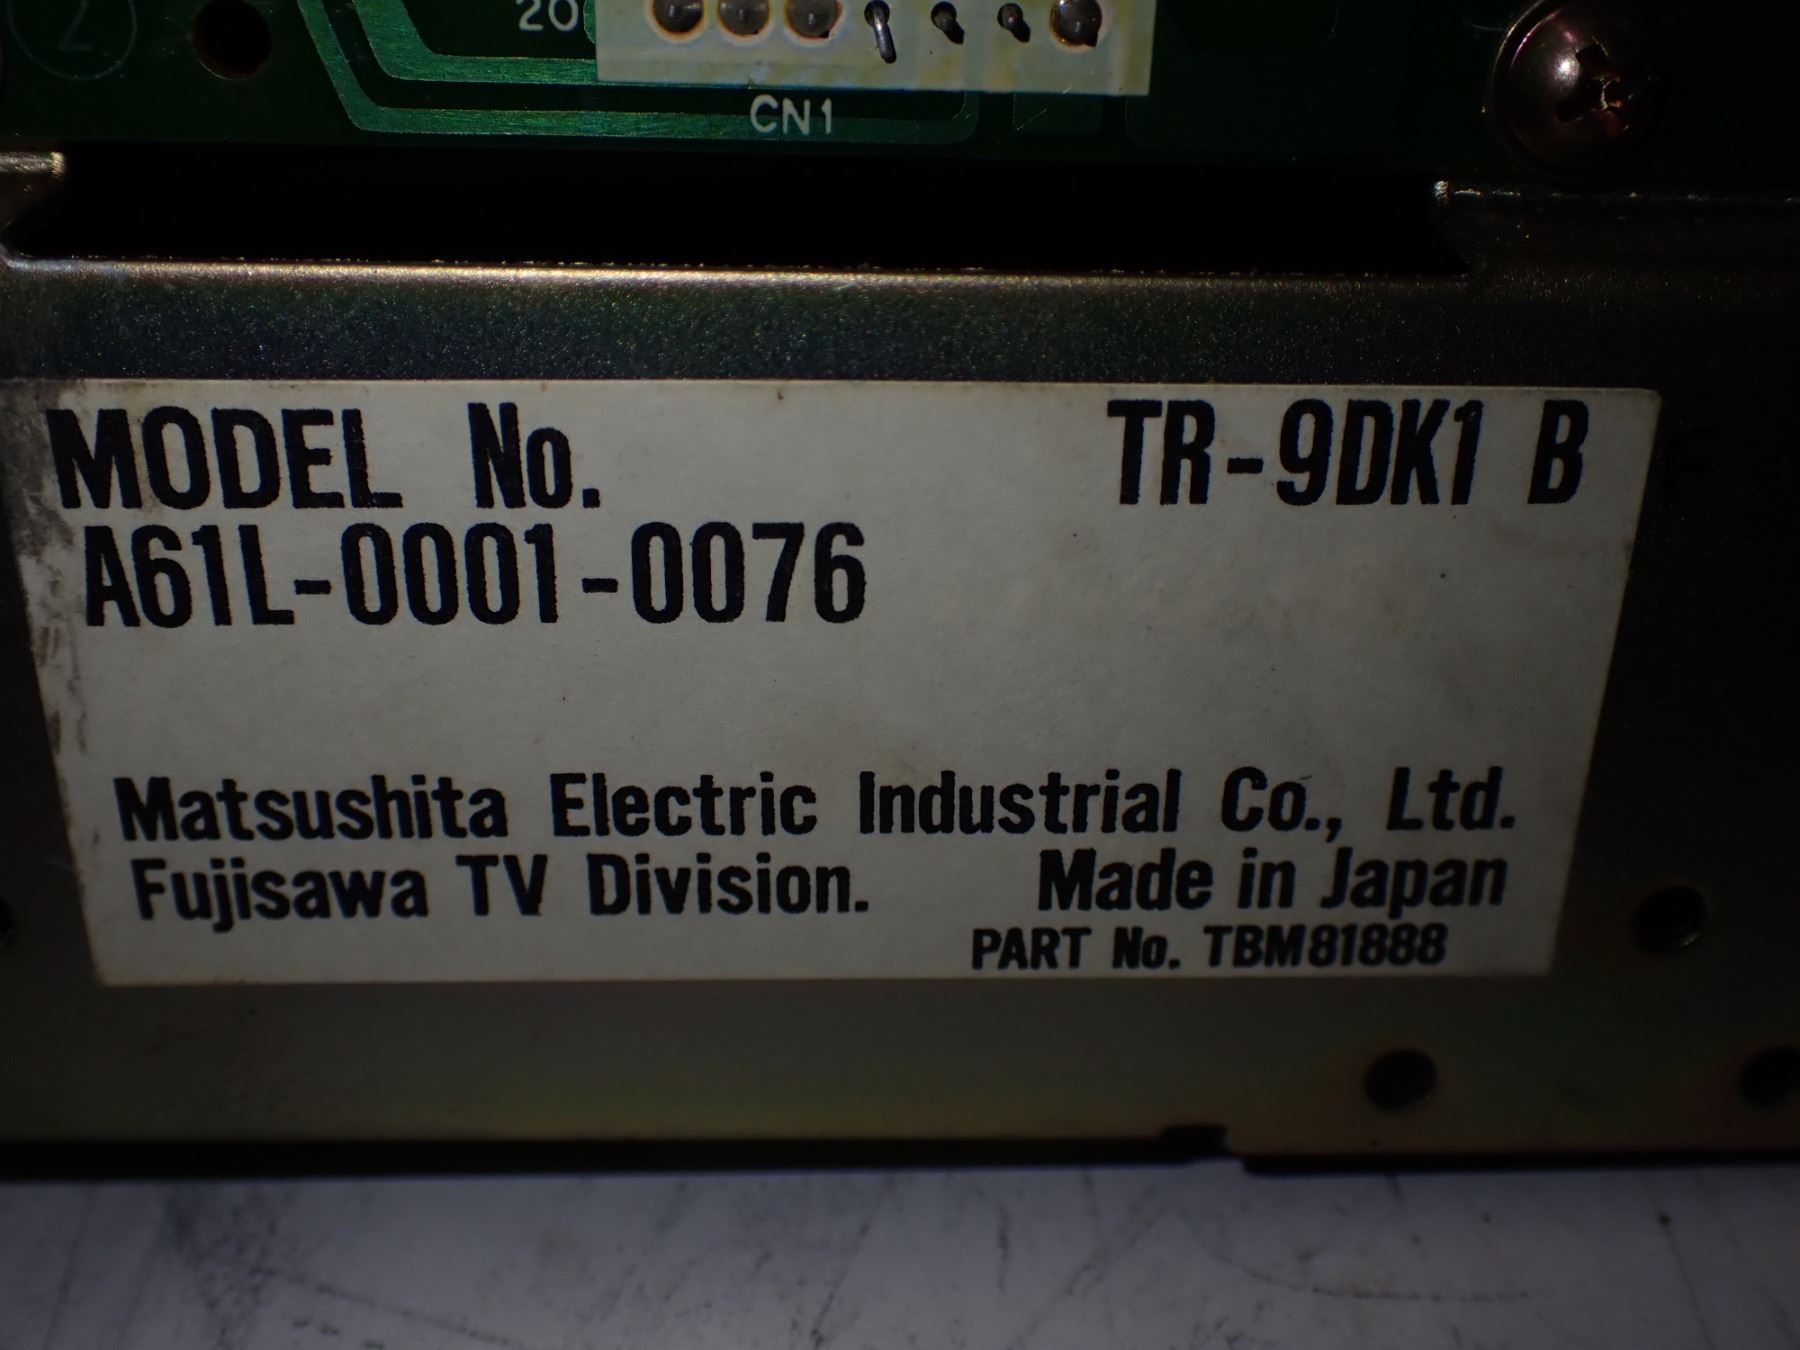 20
CN1
MODEL No. TR-9DK1 B
A61L-0001-0076
Matsushita Electric Industrial Co., Ltd.
Fujisawa TV Division. Made in Japan
PART No. TBM81888